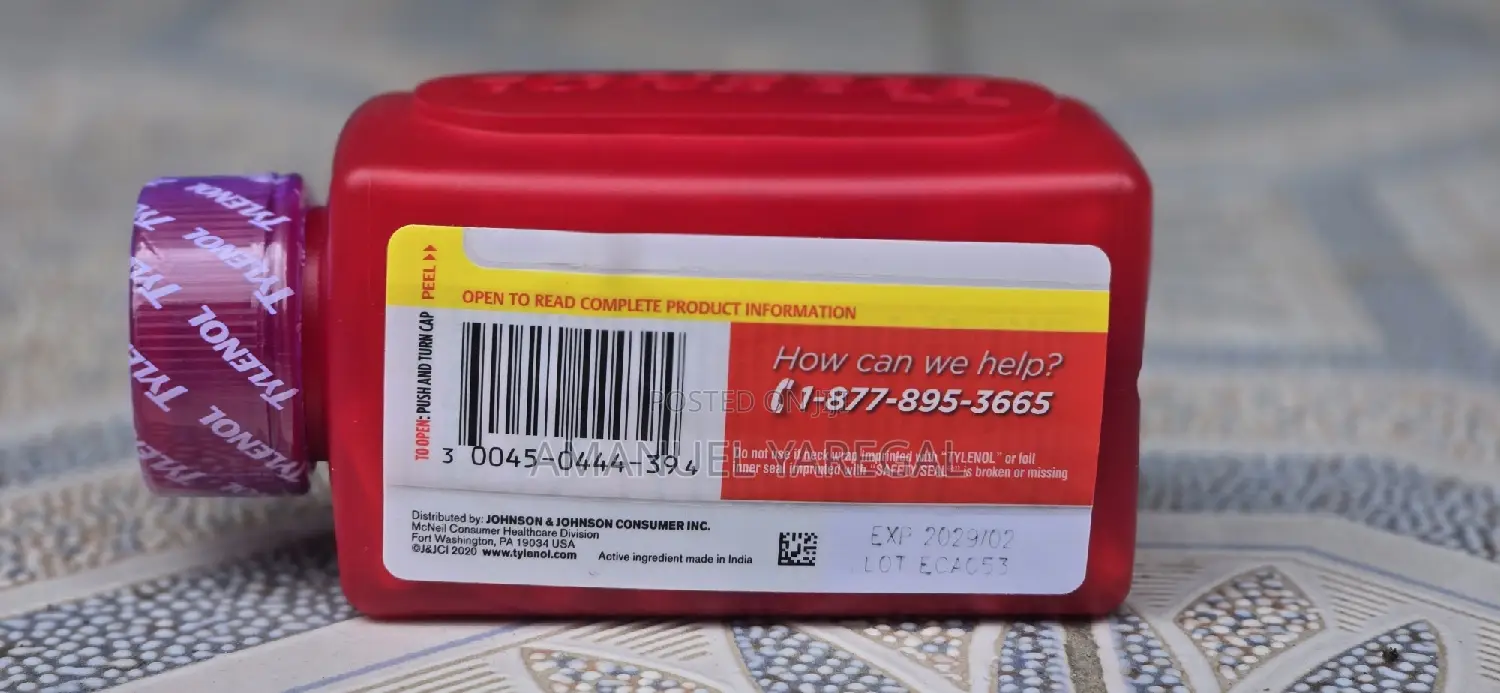 TYLENOL
TYLENOL
TYLENOL
TYLENOL
TYLENOL
PEEL
OPEN TO READ COMPLETE PRODUCT INFORMATION
TO OPEN: PUSH AND TURN CAP
3 0045-0444-39 4
How can we help?
1-877-895-3665
POSTED ON
AMANUEL YAREGAL
Do not use if neck wrap imprinted with "TYLENOL" or foil
inner seal imprinted with "SAFETY SEAL" is broken or missing
Distributed by: JOHNSON & JOHNSON CONSUMER INC.
McNeil Consumer Healthcare Division
Fort Washington, PA 19034 USA
©J&JCI 2020 www.tylenol.com Active ingredient made in India
EXP 2029/02
LOT ECA053